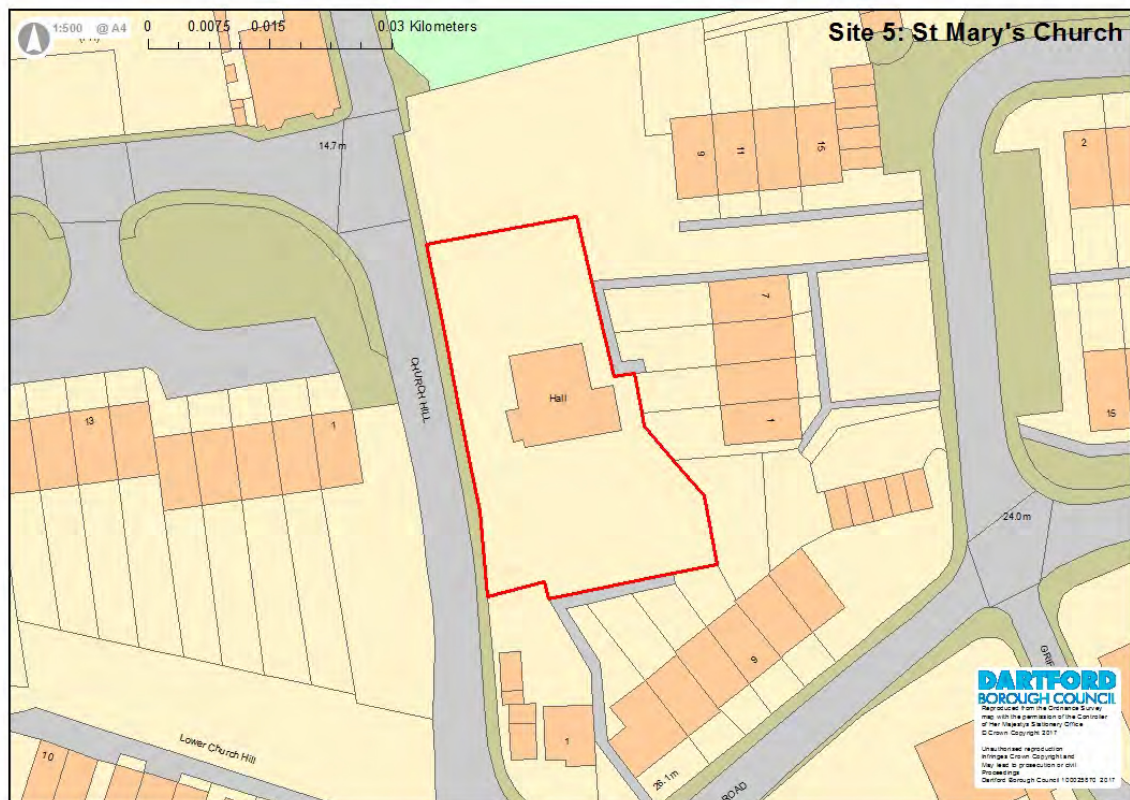 1:500 @ A4
0 0.0075 0.015 0.03 Kilometers
Site 5: St Mary's Church
14.7m
9
11
15
2
7
CHURCH HILL
Hall
13
1
1
15
24.0m
9
1
10
Lower Church Hill
26.1m
ROAD
DARTFORD
BOROUGH COUNCIL
Reproduced from the Ordnance Survey
map with the permission of the Controller
of Her Majestys Stationery Office
© Crown Copyright 2017
Unauthorised reproduction
Infringes Crown Copyright and
May lead to prosecution or civil
Proceedings